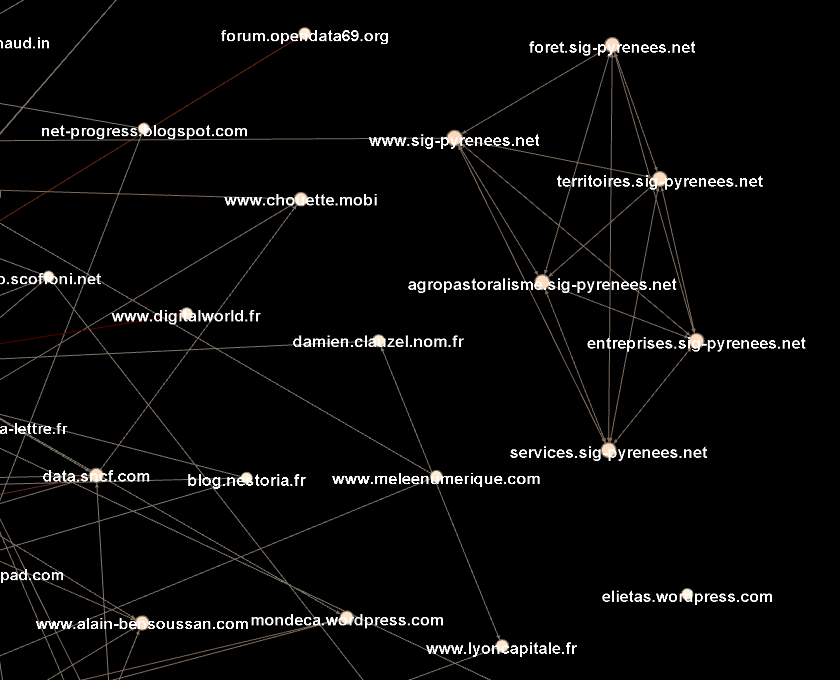 forum.opendata69.org
naud.in
foret.sig-pyrenees.net
net-progress.blogspot.com
www.sig-pyrenees.net
territoires.sig-pyrenees.net
www.chouette.mobi
o.scoffoni.net
agropastoralisme.sig-pyrenees.net
www.digitalworld.fr
damien.clauzel.nom.fr
entreprises.sig-pyrenees.net
a-lettre.fr
services.sig-pyrenees.net
data.sncf.com
blog.nestoria.fr
www.meleenumerique.com
pad.com
elietas.wordpress.com
www.alain-bensoussan.com
mondeca.wordpress.com
www.lyoncapitale.fr